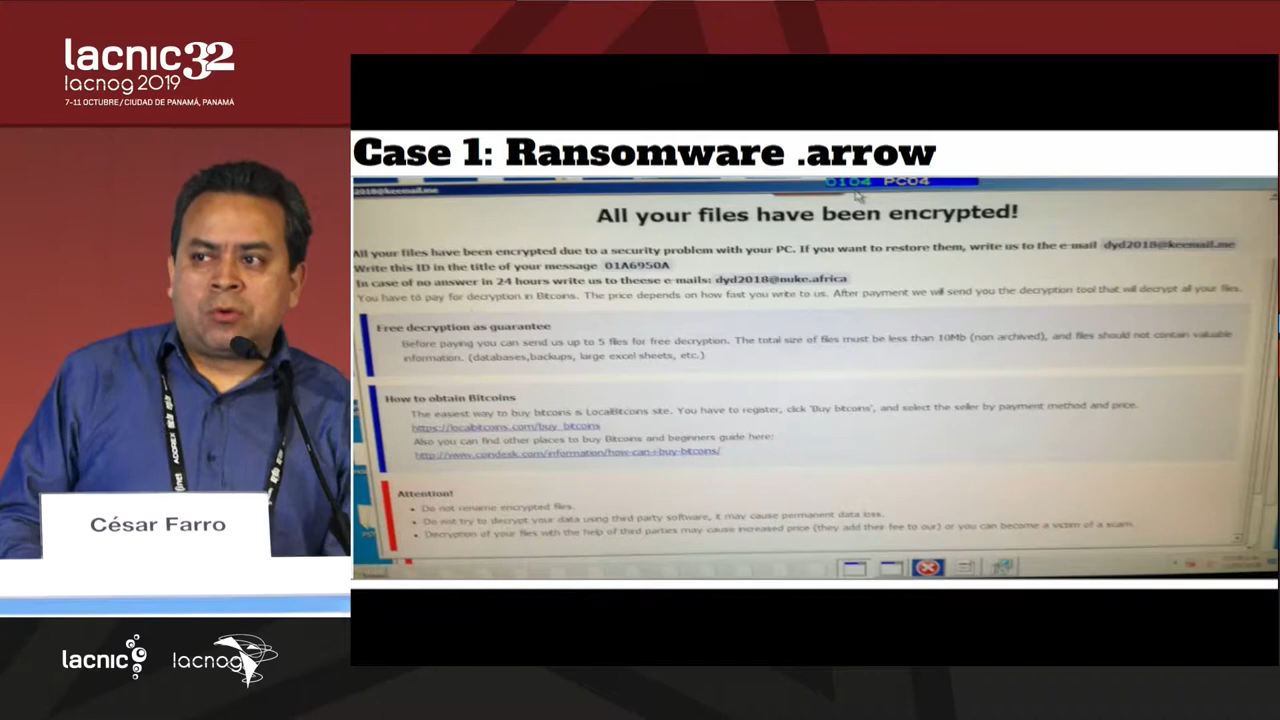 lacnic32
lacnog 2019
7-11 OCTUBRE / CIUDAD DE PANAMÁ, PANAMÁ
Case 1: Ransomware .arrow
2018@keemail.me
0104 PC04
All your files have been encrypted!
All your files have been encrypted due to a security problem with your PC. If you want to restore them, write us to the e-mail dyd2018@keemail.me
Write this ID in the title of your message 01A6950A
In case of no answer in 24 hours write us to theese e-mails: dyd2018@nuke.africa
You have to pay for decryption in Bitcoins. The price depends on how fast you write to us. After payment we will send you the decryption tool that will decrypt all your files.
Free decryption as guarantee
Before paying you can send us up to 5 files for free decryption. The total size of files must be less than 10Mb (non archived), and files should not contain valuable
information. (databases,backups, large excel sheets, etc.)
How to obtain Bitcoins
The easiest way to buy bitcoins is LocalBitcoins site. You have to register, click 'Buy bitcoins', and select the seller by payment method and price.
https://localbitcoins.com/buy_bitcoins
Also you can find other places to buy Bitcoins and beginners guide here:
http://www.coindesk.com/information/how-can-i-buy-bitcoins/
Attention!
• Do not rename encrypted files.
• Do not try to decrypt your data using third party software, it may cause permanent data loss.
• Decryption of your files with the help of third parties may cause increased price (they add their fee to our) or you can become a victim of a scam.
César Farro
lacnic
lacnog